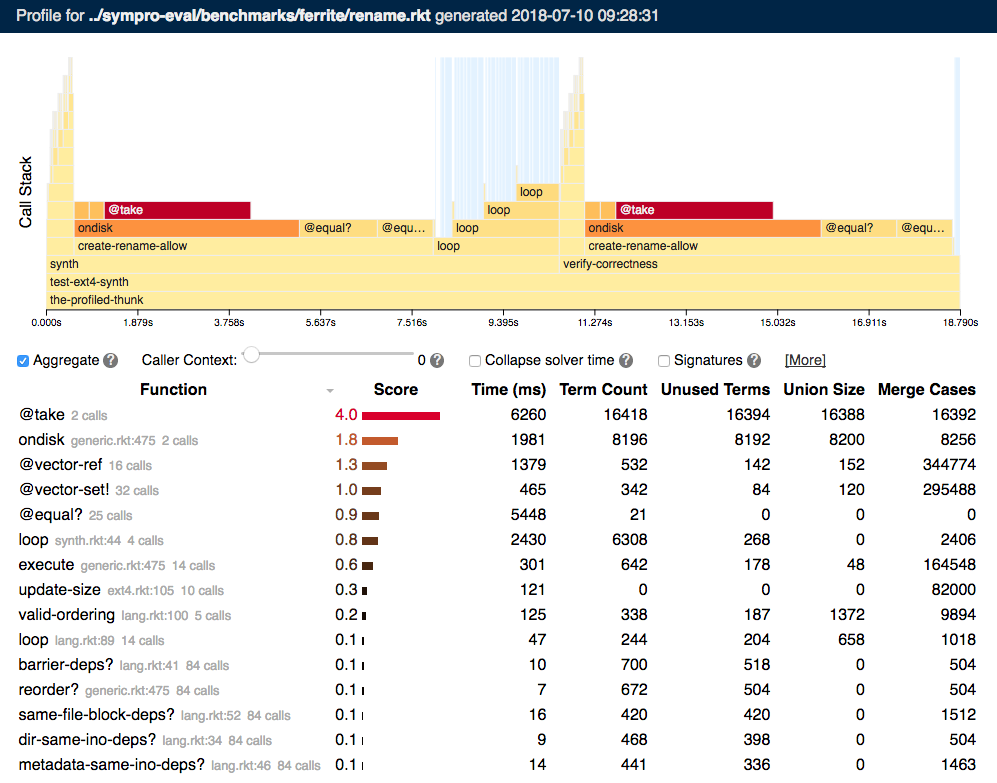 Profile for ../sympro-eval/benchmarks/ferrite/rename.rkt generated 2018-07-10 09:28:31
Call Stack
loop
@take loop @take
ondisk @equal? @equ... loop ondisk @equal? @equ...
create-rename-allow loop create-rename-allow
synth verify-correctness
test-ext4-synth
the-profiled-thunk
0.000s 1.879s 3.758s 5.637s 7.516s 9.395s 11.274s 13.153s 15.032s 16.911s 18.790s
Aggregate ? Caller Context: 0 ? Collapse solver time ? Signatures ? [More]
Function Score Time (ms) Term Count Unused Terms Union Size Merge Cases
@take 2 calls 4.0 6260 16418 16394 16388 16392
ondisk generic.rkt:475 2 calls 1.8 1981 8196 8192 8200 8256
@vector-ref 16 calls 1.3 1379 532 142 152 344774
@vector-set! 32 calls 1.0 465 342 84 120 295488
@equal? 25 calls 0.9 5448 21 0 0 0
loop synth.rkt:44 4 calls 0.8 2430 6308 268 0 2406
execute generic.rkt:475 14 calls 0.6 301 642 178 48 164548
update-size ext4.rkt:105 10 calls 0.3 121 0 0 0 82000
valid-ordering lang.rkt:100 5 calls 0.2 125 338 187 1372 9894
loop lang.rkt:89 14 calls 0.1 47 244 204 658 1018
barrier-deps? lang.rkt:41 84 calls 0.1 10 700 518 0 504
reorder? generic.rkt:475 84 calls 0.1 7 672 504 0 504
same-file-block-deps? lang.rkt:52 84 calls 0.1 16 420 420 0 1512
dir-same-ino-deps? lang.rkt:34 84 calls 0.1 9 468 398 0 504
metadata-same-ino-deps? lang.rkt:46 84 calls 0.1 14 441 336 0 1463